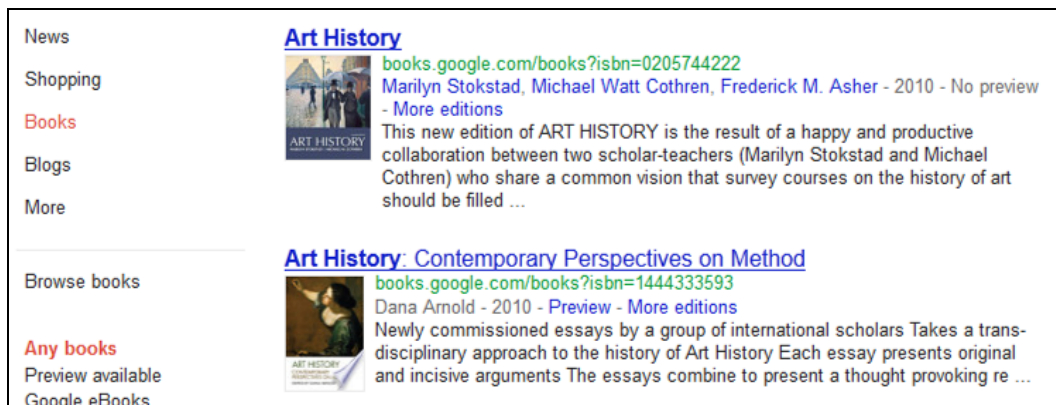 News
Shopping
Books
Blogs
More
Browse books
Any books
Preview available
Google eBooks
Art History
books.google.com/books?isbn=0205744222
Marilyn Stokstad, Michael Watt Cothren, Frederick M. Asher - 2010 - No preview
- More editions
This new edition of ART HISTORY is the result of a happy and productive
collaboration between two scholar-teachers (Marilyn Stokstad and Michael
Cothren) who share a common vision that survey courses on the history of art
should be filled ...
ART HISTORY
Art History: Contemporary Perspectives on Method
books.google.com/books?isbn=1444333593
Dana Arnold - 2010 - Preview - More editions
Newly commissioned essays by a group of international scholars Takes a trans-
disciplinary approach to the history of Art History Each essay presents original
and incisive arguments The essays combine to present a thought provoking re ...
ART HISTORY